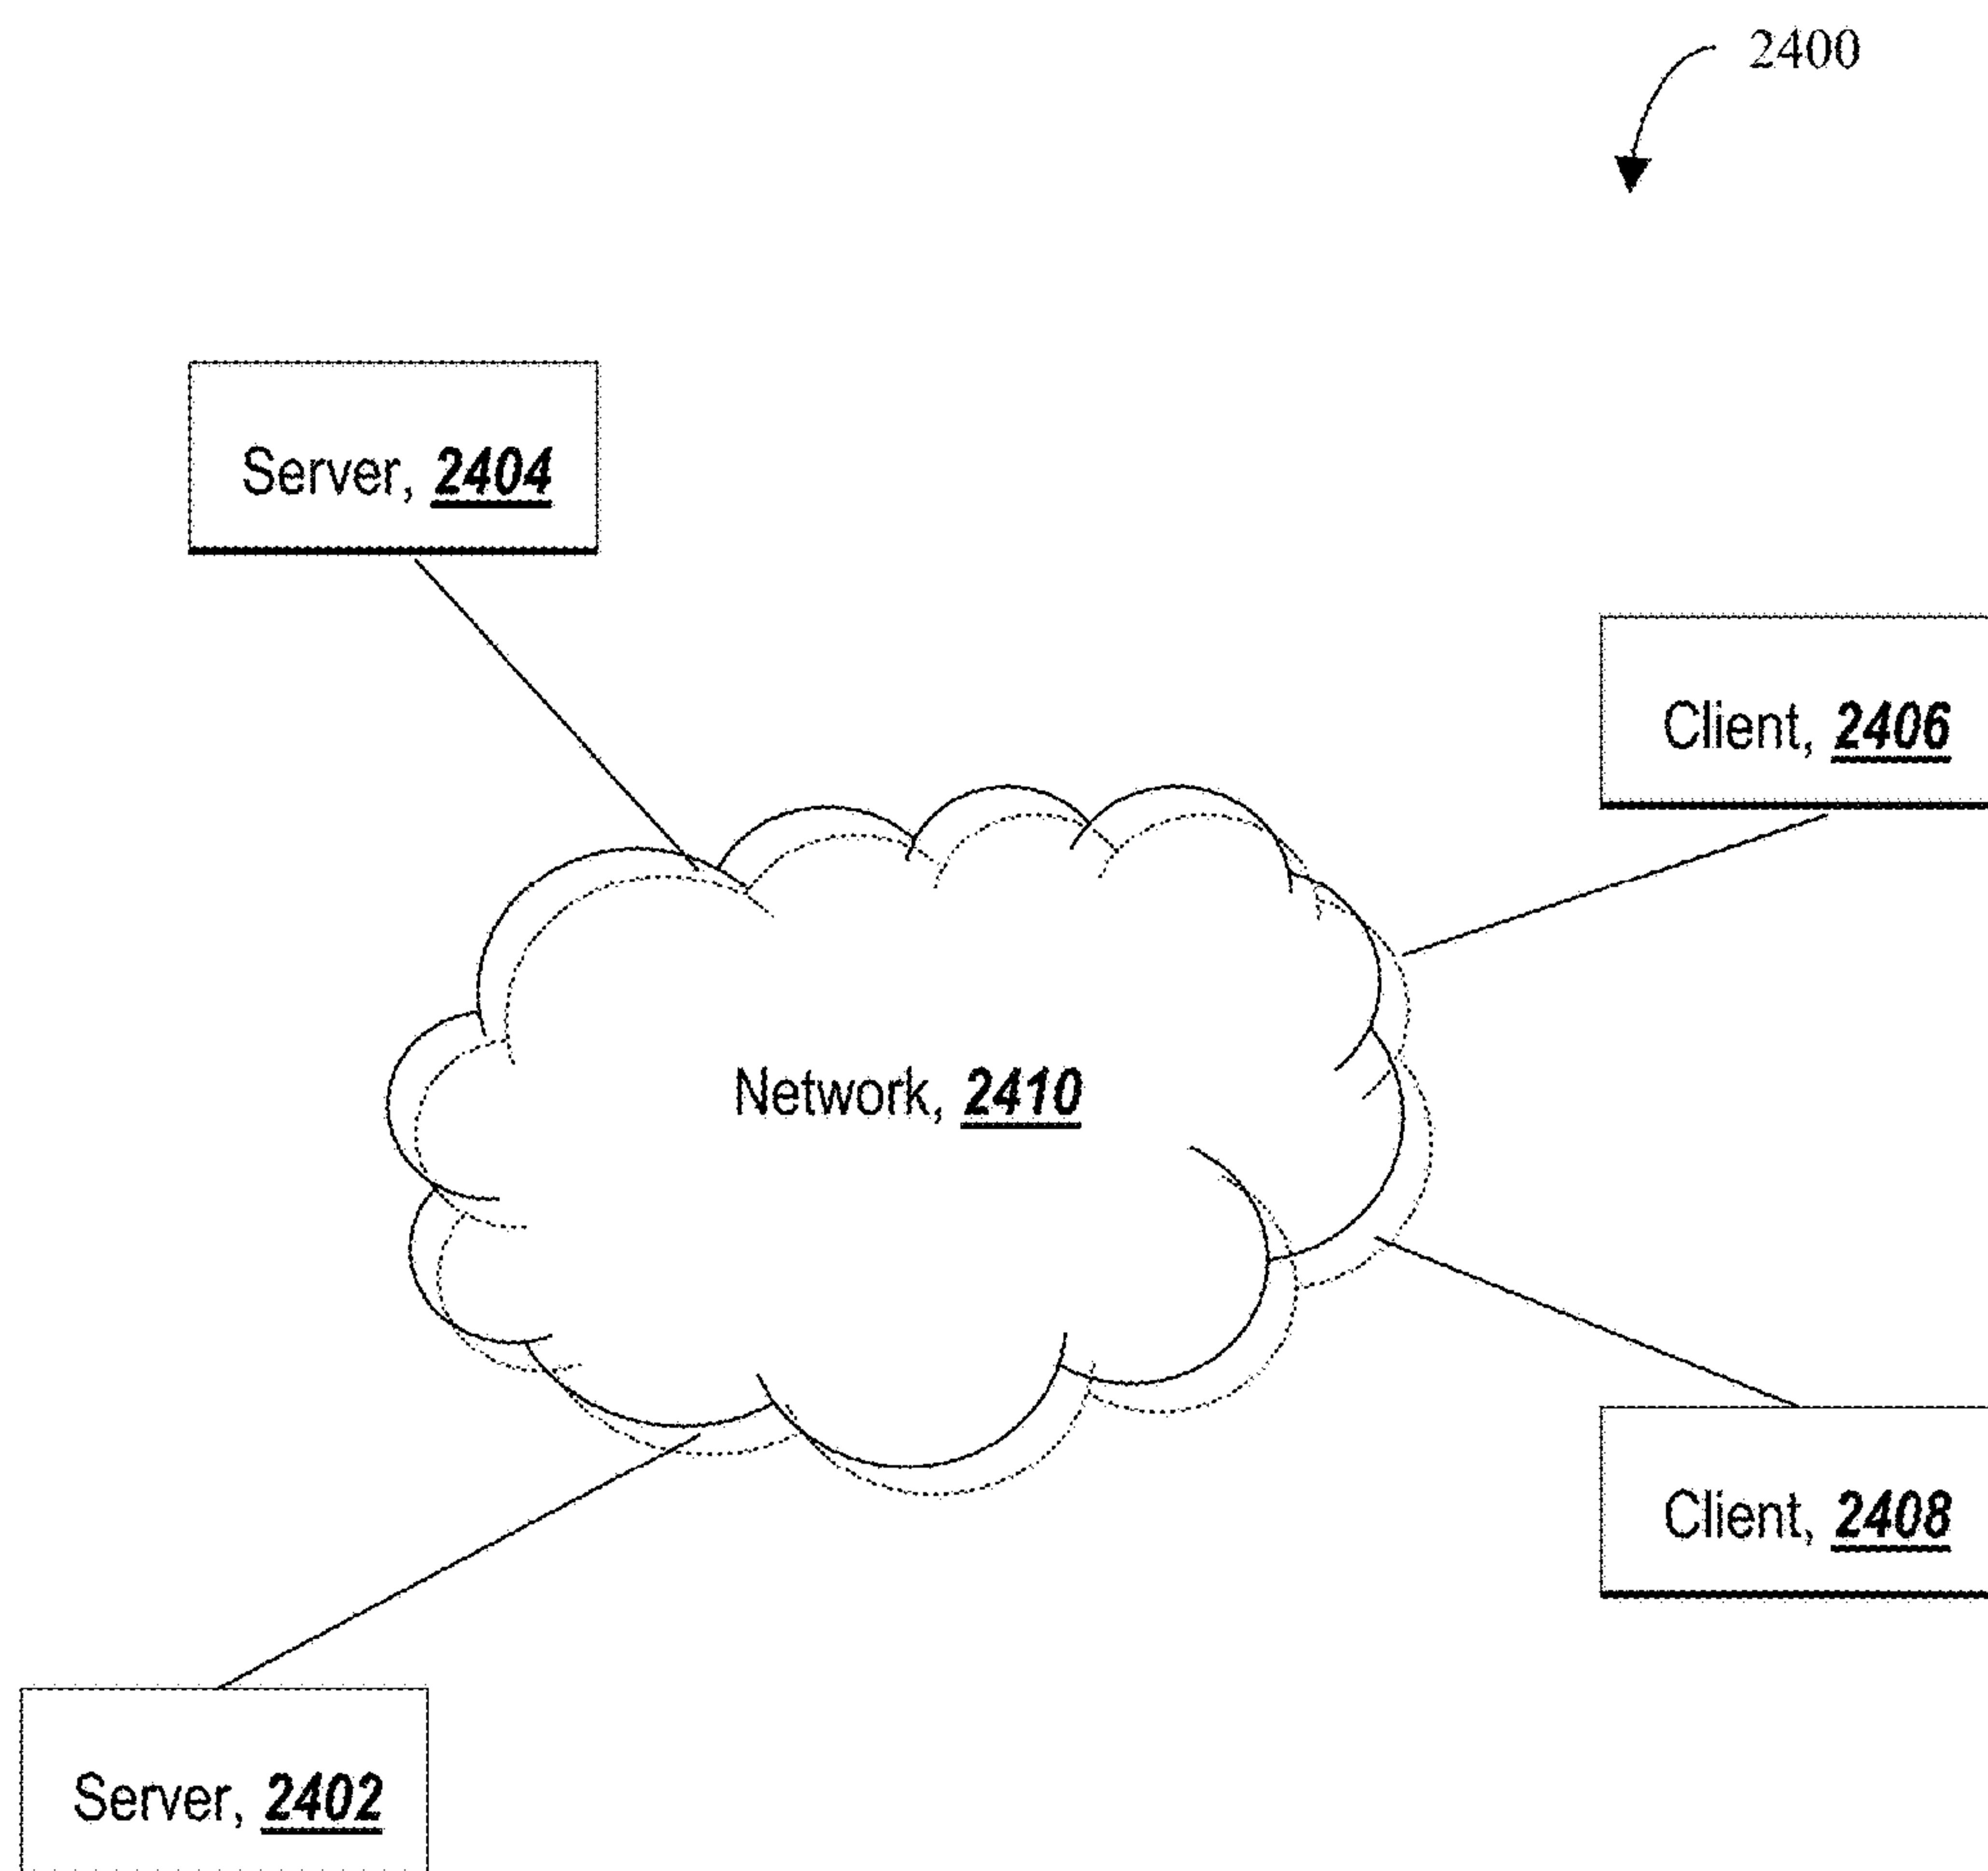 2400
Server, 2404
Client, 2406
Network, 2410
Client, 2408
Server, 2402